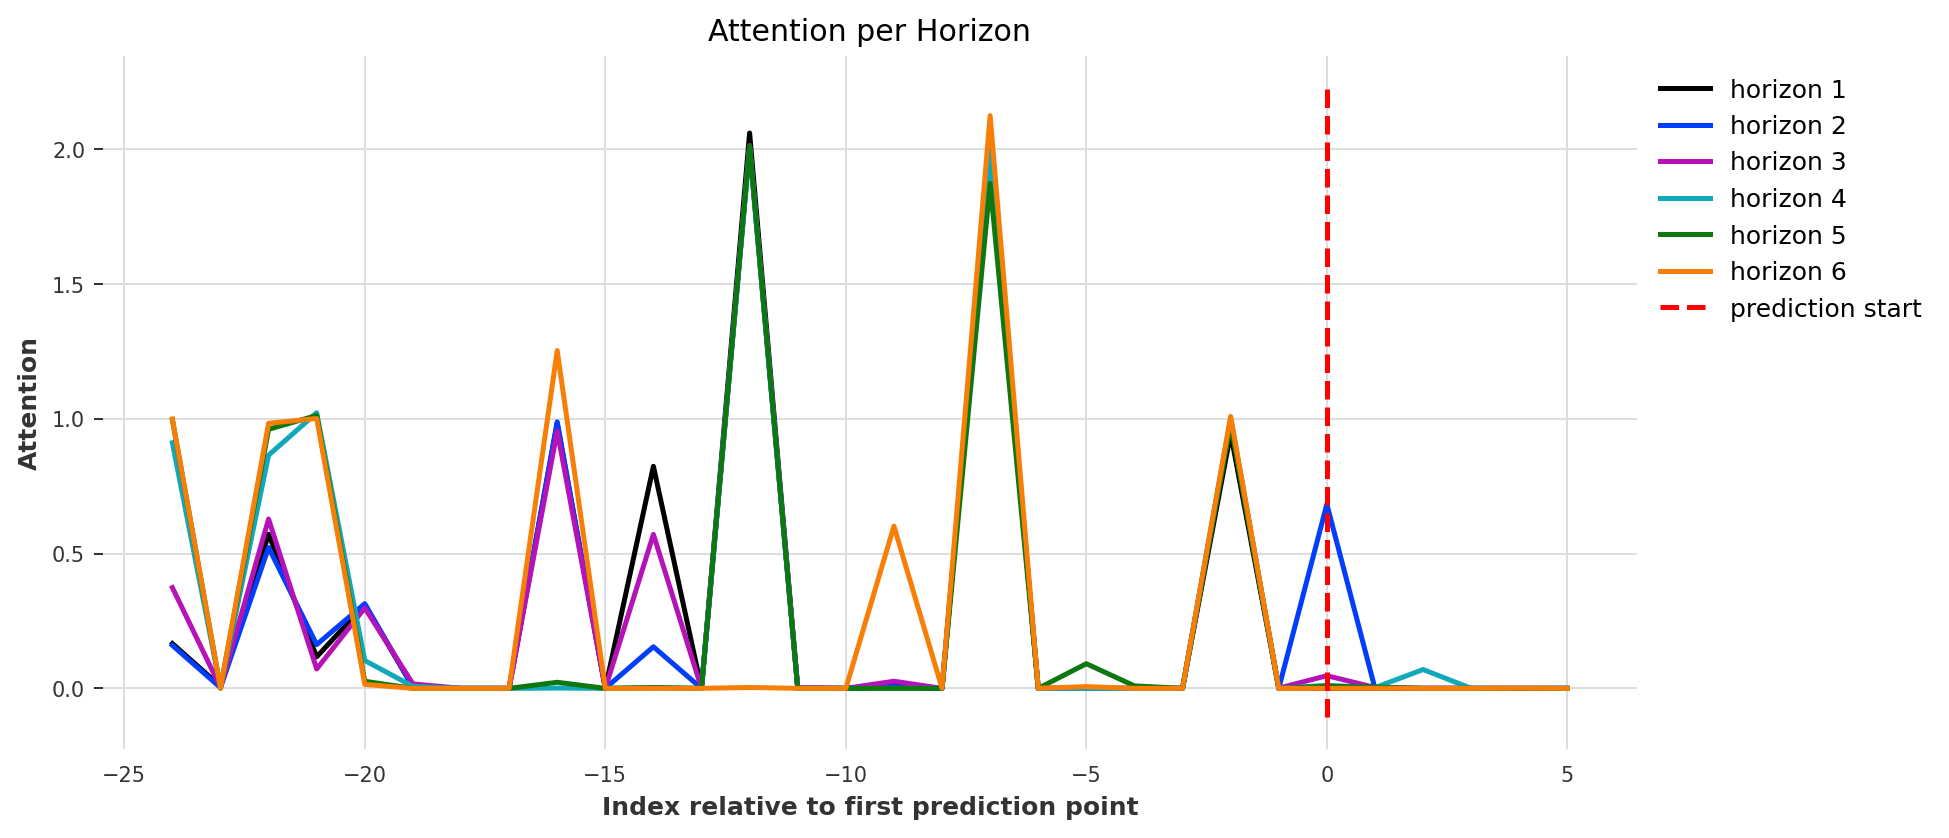 Attention per Horizon
Attention
2.0
1.5
1.0
0.5
0.0
−25
−20
−15
−10
−5
0
5
Index relative to first prediction point
horizon 1
horizon 2
horizon 3
horizon 4
horizon 5
horizon 6
prediction start